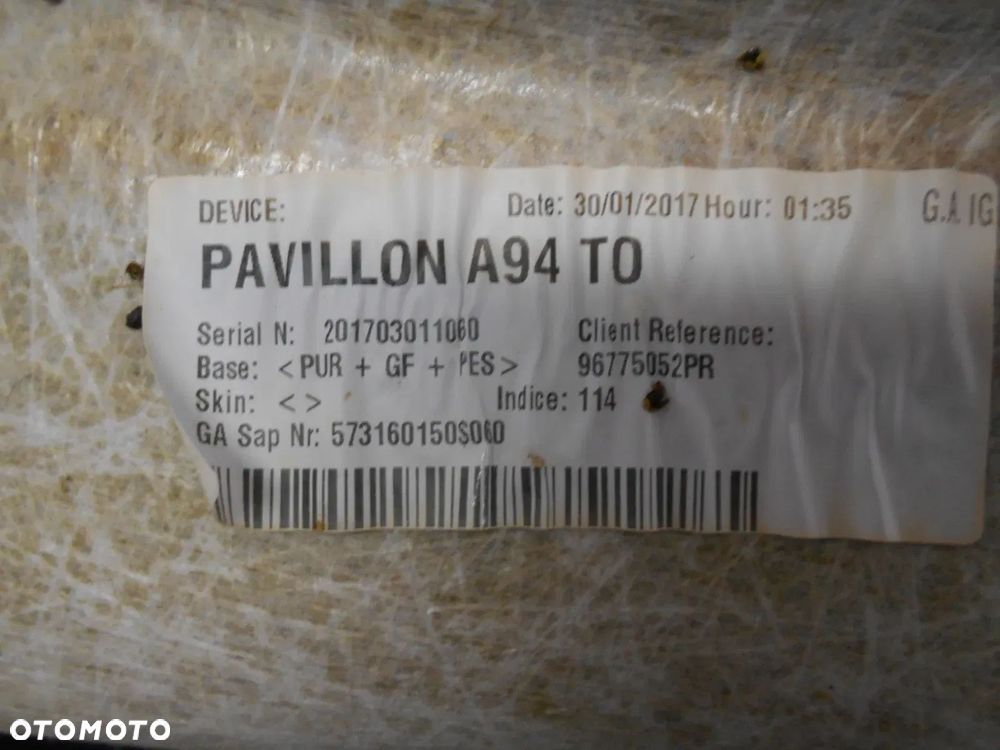 DEVICE: Date: 30/01/2017 Hour: 01:35 G.A IG
PAVILLON A94 TO
Serial N: 201703011060 Client Reference:
Base: <PUR + GF + PES> 96775052PR
Skin: <> Indice: 114
GA Sap Nr: 573160150S060
OTOMOTO